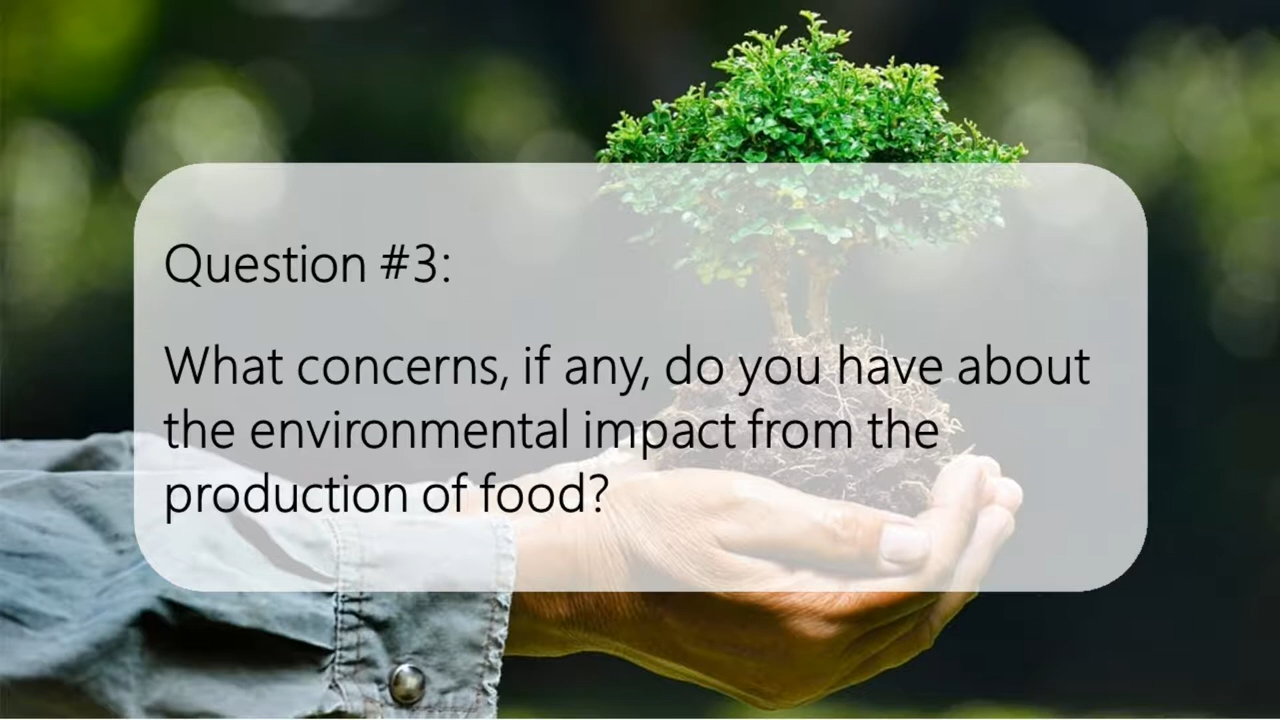 Question #3:
What concerns, if any, do you have about
the environmental impact from the
production of food?